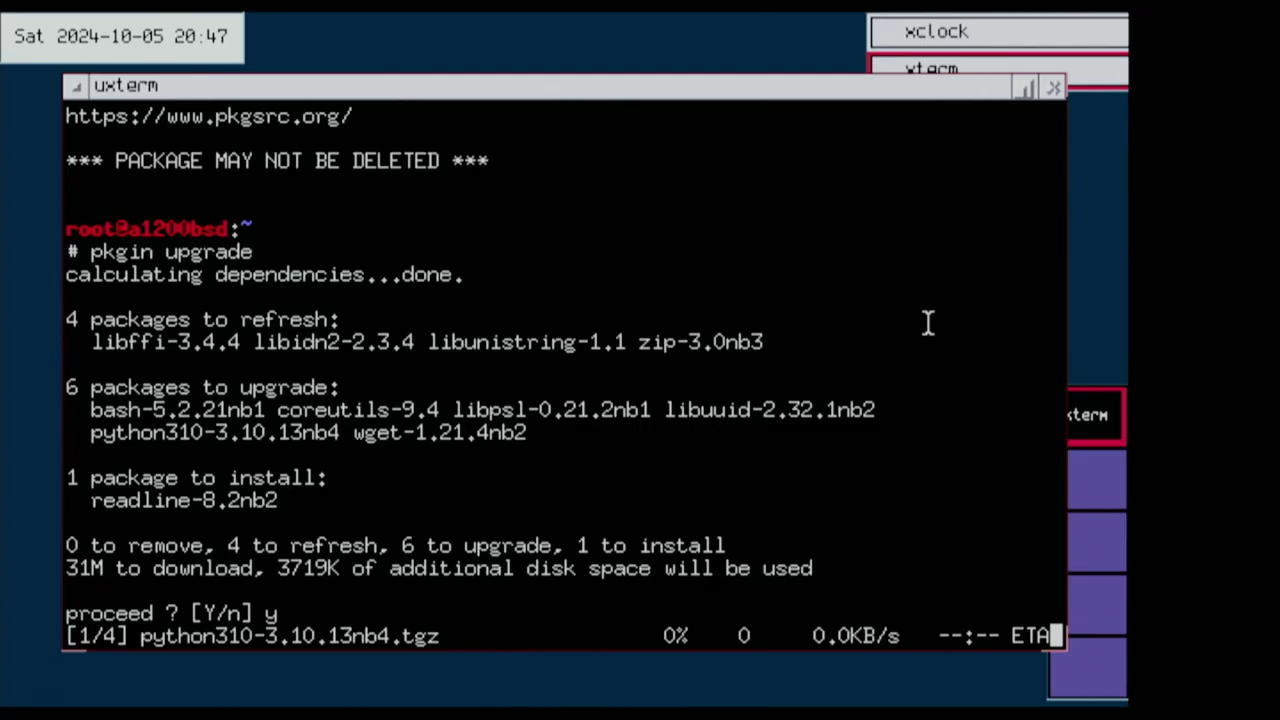 Sat 2024-10-05 20:47
xclock
xterm
uxterm
https://www.pkgsrc.org/
*** PACKAGE MAY NOT BE DELETED ***
root@a1200bsd:~
# pkgin upgrade
calculating dependencies...done.
4 packages to refresh:
libffi-3.4.4 libidn2-2.3.4 libunistring-1.1 zip-3.0nb3
6 packages to upgrade:
bash-5.2.21nb1 coreutils-9.4 libpsl-0.21.2nb1 libuuid-2.32.1nb2
python310-3.10.13nb4 wget-1.21.4nb2
1 package to install:
readline-8.2nb2
0 to remove, 4 to refresh, 6 to upgrade, 1 to install
31M to download, 3719K of additional disk space will be used
proceed ? [Y/n] y
[1/4] python310-3.10.13nb4.tgz 0% 0 0.0KB/s --:-- ETA
xterm